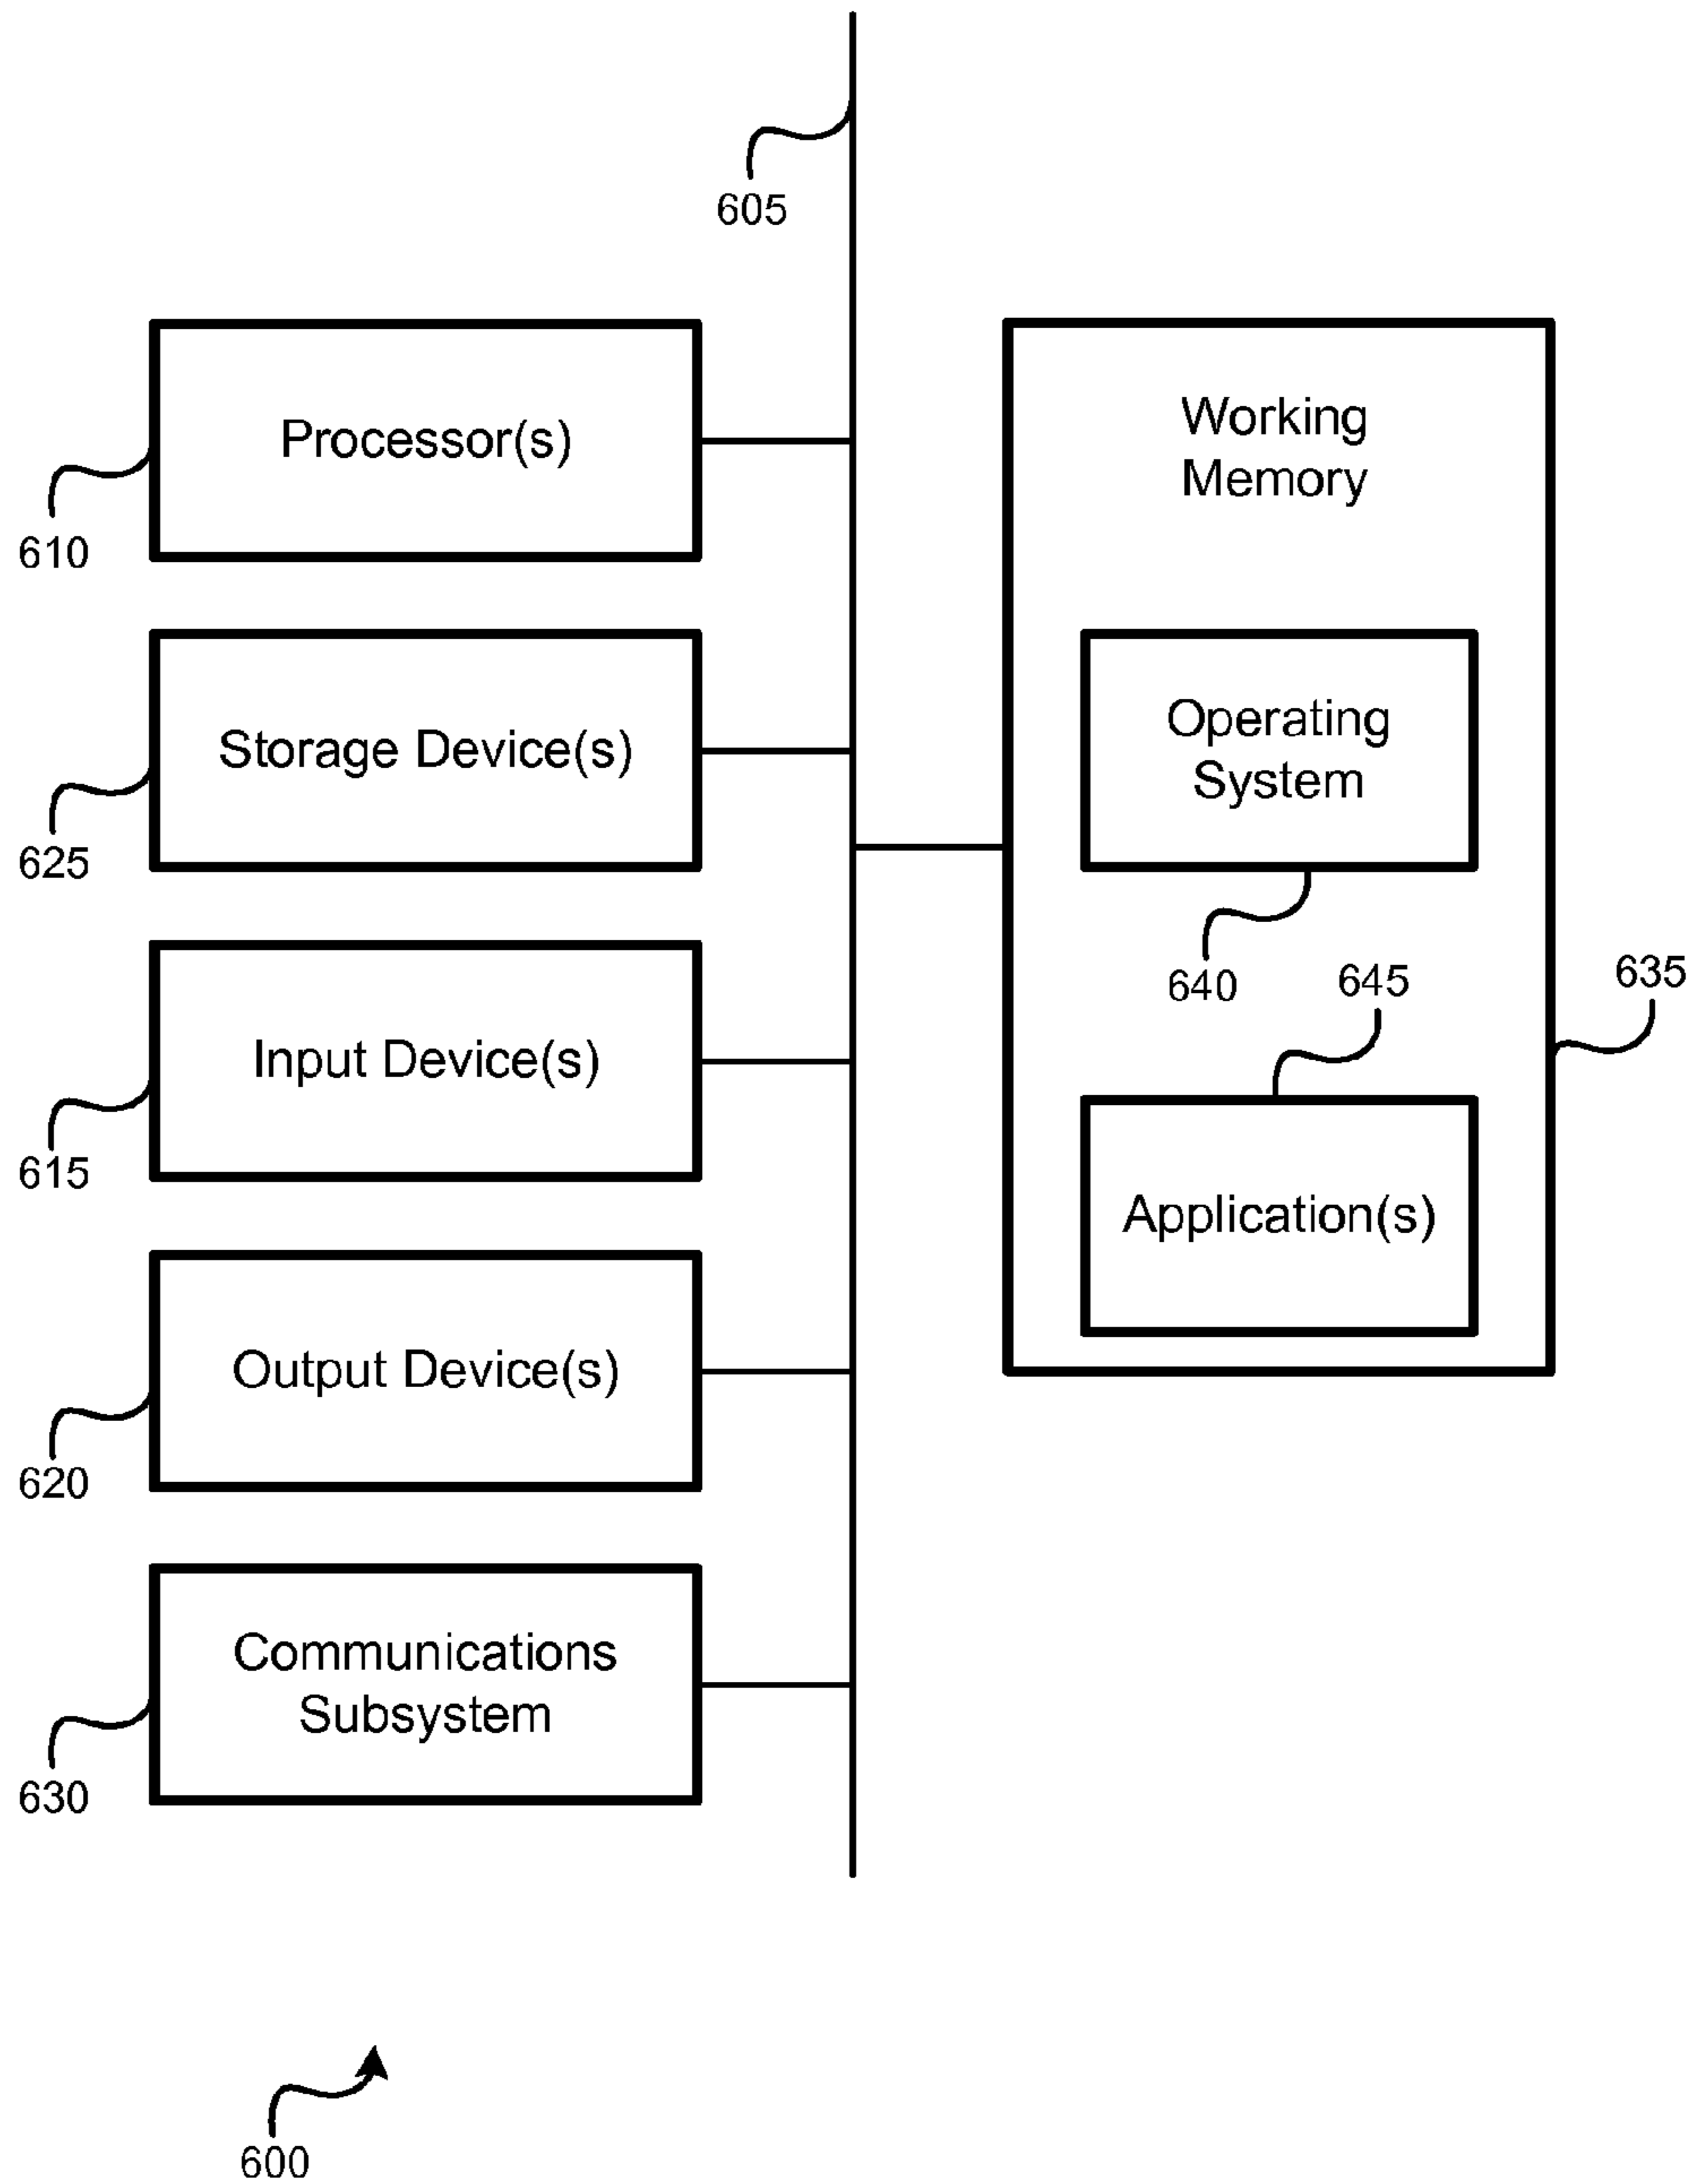 605
Processor(s)
610
Storage Device(s)
625
Input Device(s)
615
Output Device(s)
620
Communications
Subsystem
630
Working
Memory
Operating
System
640
645
635
Application(s)
600